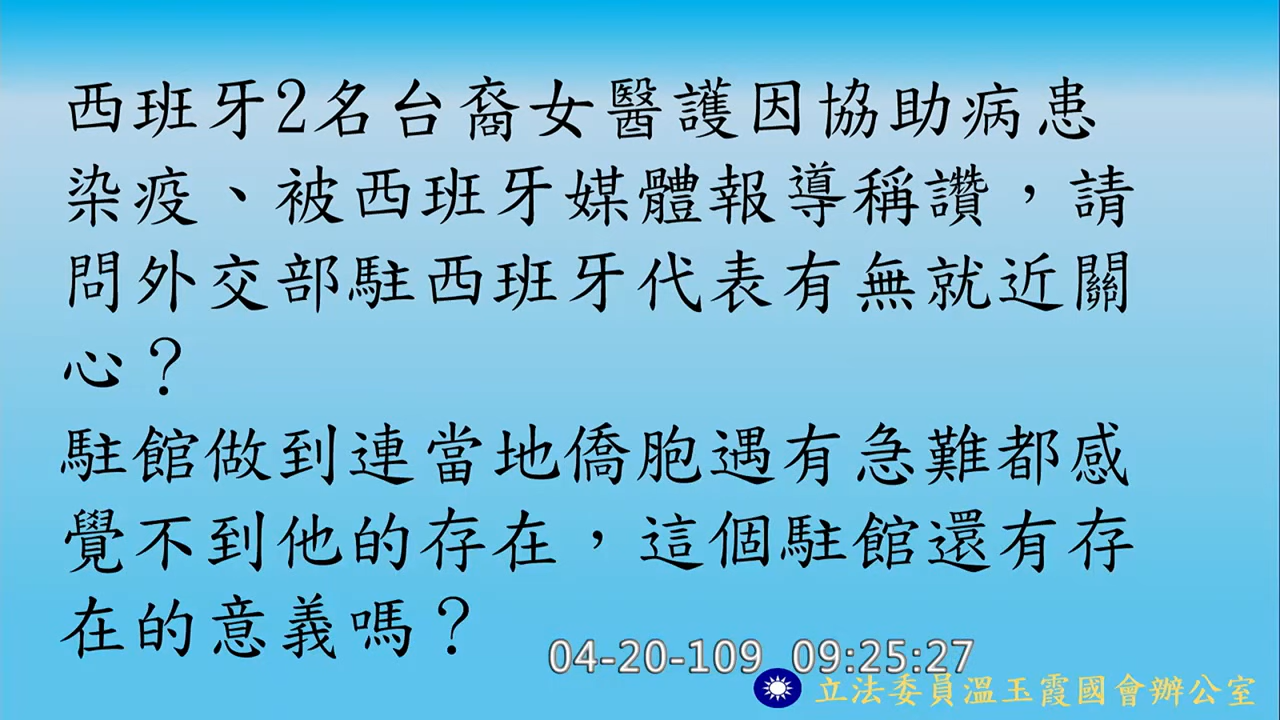 西班牙2名台裔女醫護因協助病患
染疫、被西班牙媒體報導稱讚，請
問外交部駐西班牙代表有無就近關
心？
駐館做到連當地僑胞遇有急難都感
覺不到他的存在，這個駐館還有存
在的意義嗎？
04-20-109 09:25:27
立法委員溫玉霞國會辦公室